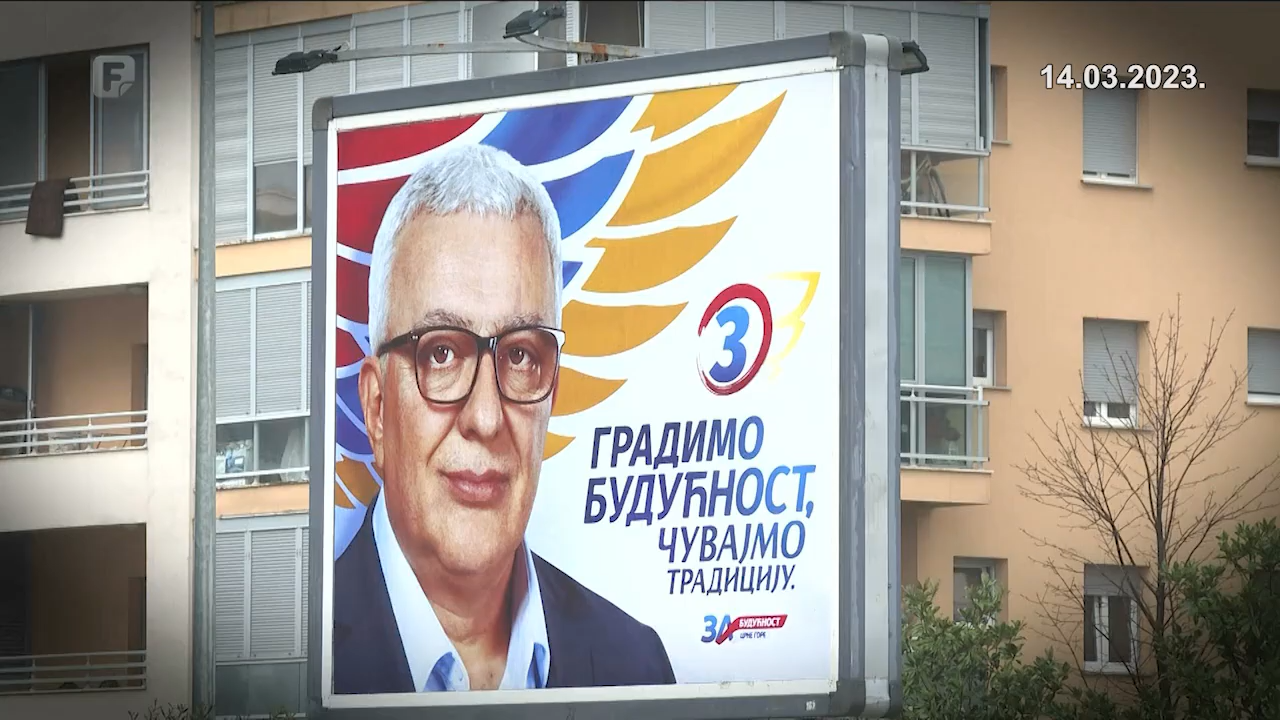 F
14.03.2023.
3
ГРАДИМО
БУДУЋНОСТ,
ЧУВАЈМО
ТРАДИЦИЈУ.
ЗА БУДУЋНОСТ
ЦРНЕ ГОРЕ